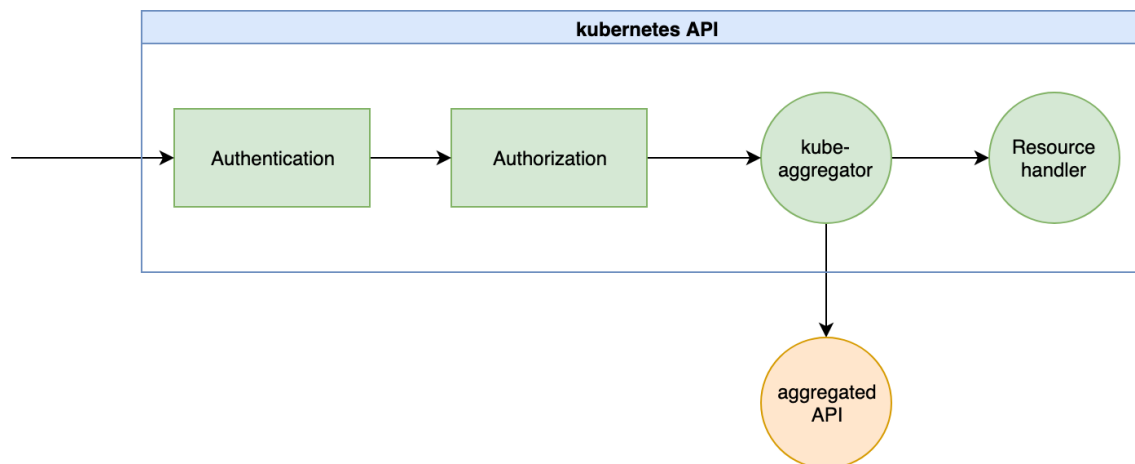 kubernetes API
Authentication
Authorization
kube-
aggregator
Resource
handler
aggregated
API